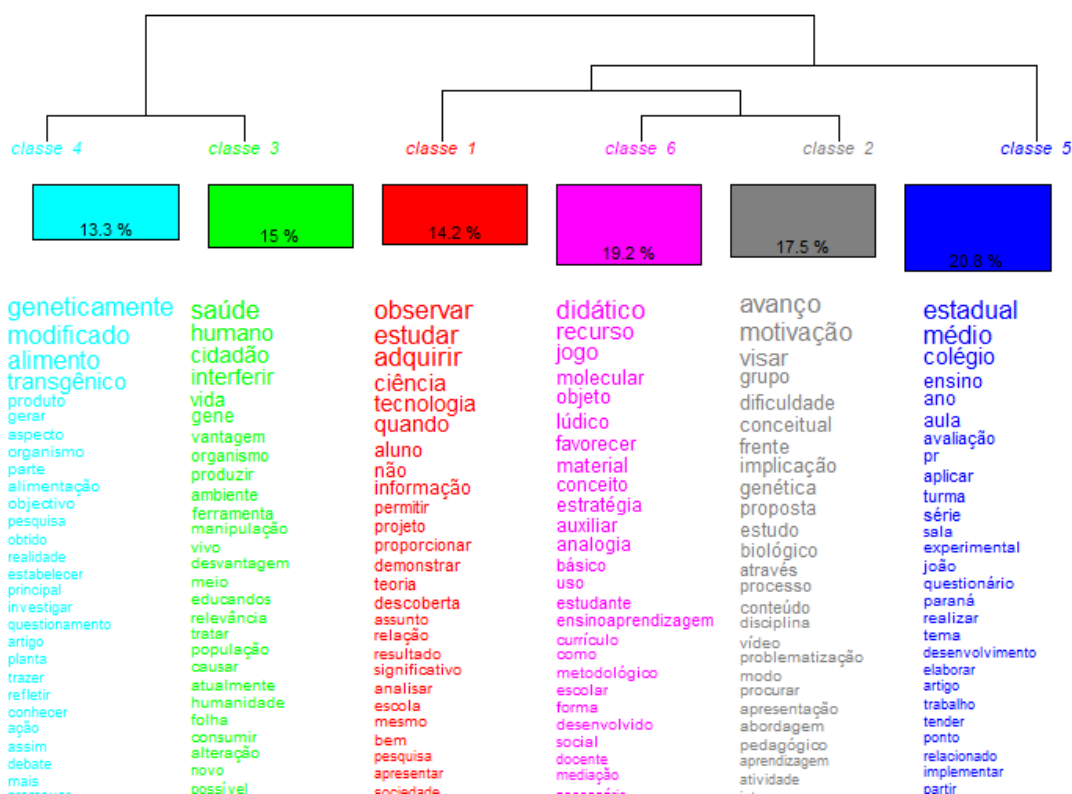 classe 4
classe 3
classe 1
classe 6
classe 2
classe 5
13.3 %
15 %
14.2 %
19.2 %
17.5 %
20.8 %
geneticamente
modificado
alimento
transgênico
produto
gerar
aspecto
organismo
parte
alimentação
objectivo
pesquisa
obtido
realidade
estabelecer
principal
investigar
questionamento
artigo
planta
trazer
refletir
conhecer
ação
assim
debate
mais
saúde
humano
cidadão
interferir
vida
gene
vantagem
organismo
produzir
ambiente
ferramenta
manipulação
vivo
desvantagem
meio
educandos
relevância
tratar
população
causar
atualmente
humanidade
folha
consumir
alteração
novo
possível
observar
estudar
adquirir
ciência
tecnologia
quando
aluno
não
informação
permitir
projeto
proporcionar
demonstrar
teoria
descoberta
assunto
relação
resultado
significativo
analisar
escola
mesmo
bem
pesquisa
apresentar
sociedade
didático
recurso
jogo
molecular
objeto
lúdico
favorecer
material
conceito
estratégia
auxiliar
analogia
básico
uso
estudante
ensinoaprendizagem
currículo
como
metodológico
escolar
forma
desenvolvido
social
docente
mediação
avanço
motivação
visar
grupo
dificuldade
conceitual
frente
implicação
genética
proposta
estudo
biológico
através
processo
conteúdo
disciplina
vídeo
problematização
modo
procurar
apresentação
abordagem
pedagógico
aprendizagem
atividade
estadual
médio
colégio
ensino
ano
aula
avaliação
pr
aplicar
turma
série
sala
experimental
joão
questionário
paraná
realizar
tema
desenvolvimento
elaborar
artigo
trabalho
tender
ponto
relacionado
implementar
partir